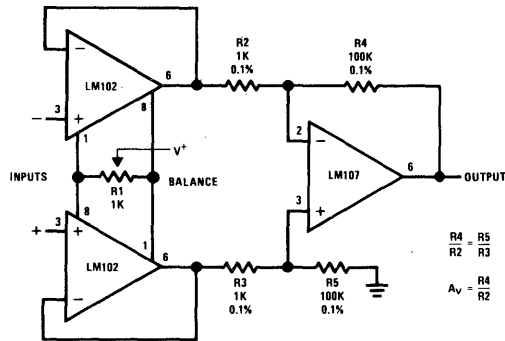 R2
1K
0.1%
R4
100K
0.1%
−
LM102
6
8
− 3
+
1
2
−
V+
INPUTS
R1
1K
BALANCE
LM107
6
OUTPUT
3
+
8
+ 3
+
1
LM102
6
−
R3
1K
0.1%
R5
100K
0.1%
R4/R2 = R5/R3
AV = R4/R2